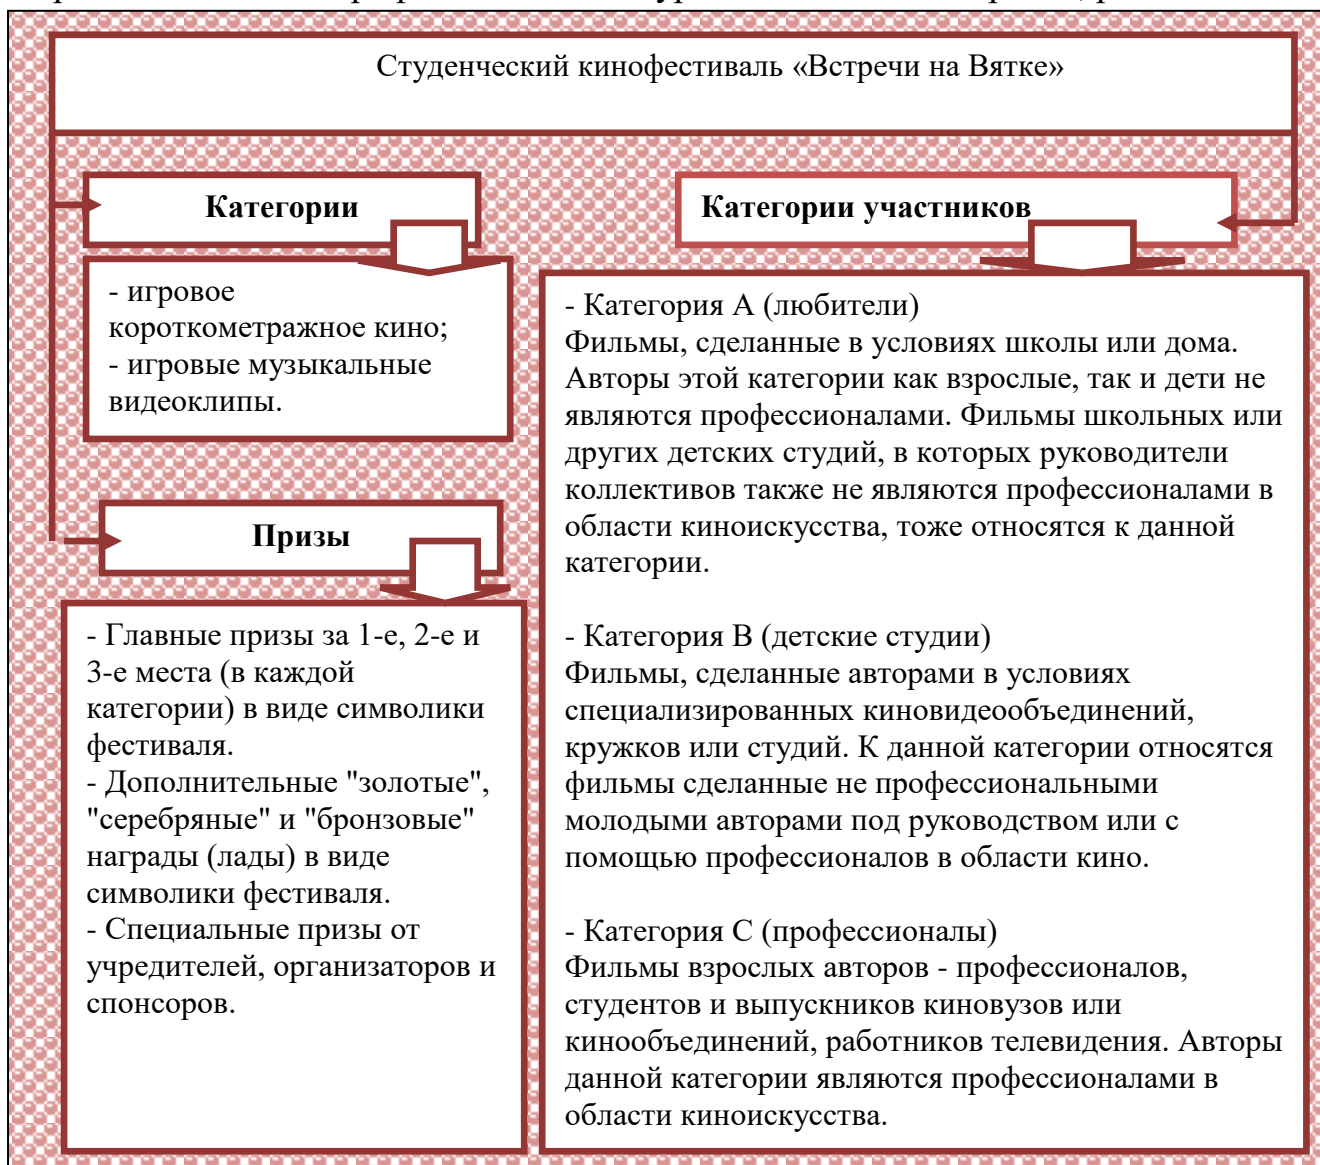 Студенческий кинофестиваль «Встречи на Вятке»
Категории
- игровое
короткометражное кино;
- игровые музыкальные
видеоклипы.
Призы
- Главные призы за 1-е, 2-е и
3-е места (в каждой
категории) в виде символики
фестиваля.
- Дополнительные "золотые",
"серебряные" и "бронзовые"
награды (лады) в виде
символики фестиваля.
- Специальные призы от
учредителей, организаторов и
спонсоров.
Категории участников
- Категория А (любители)
Фильмы, сделанные в условиях школы или дома.
Авторы этой категории как взрослые, так и дети не
являются профессионалами. Фильмы школьных или
других детских студий, в которых руководители
коллективов также не являются профессионалами в
области киноискусства, тоже относятся к данной
категории.
- Категория В (детские студии)
Фильмы, сделанные авторами в условиях
специализированных киновидеообъединений,
кружков или студий. К данной категории относятся
фильмы сделанные не профессиональными
молодыми авторами под руководством или с
помощью профессионалов в области кино.
- Категория С (профессионалы)
Фильмы взрослых авторов - профессионалов,
студентов и выпускников киновузов или
кинообъединений, работников телевидения. Авторы
данной категории являются профессионалами в
области киноискусства.